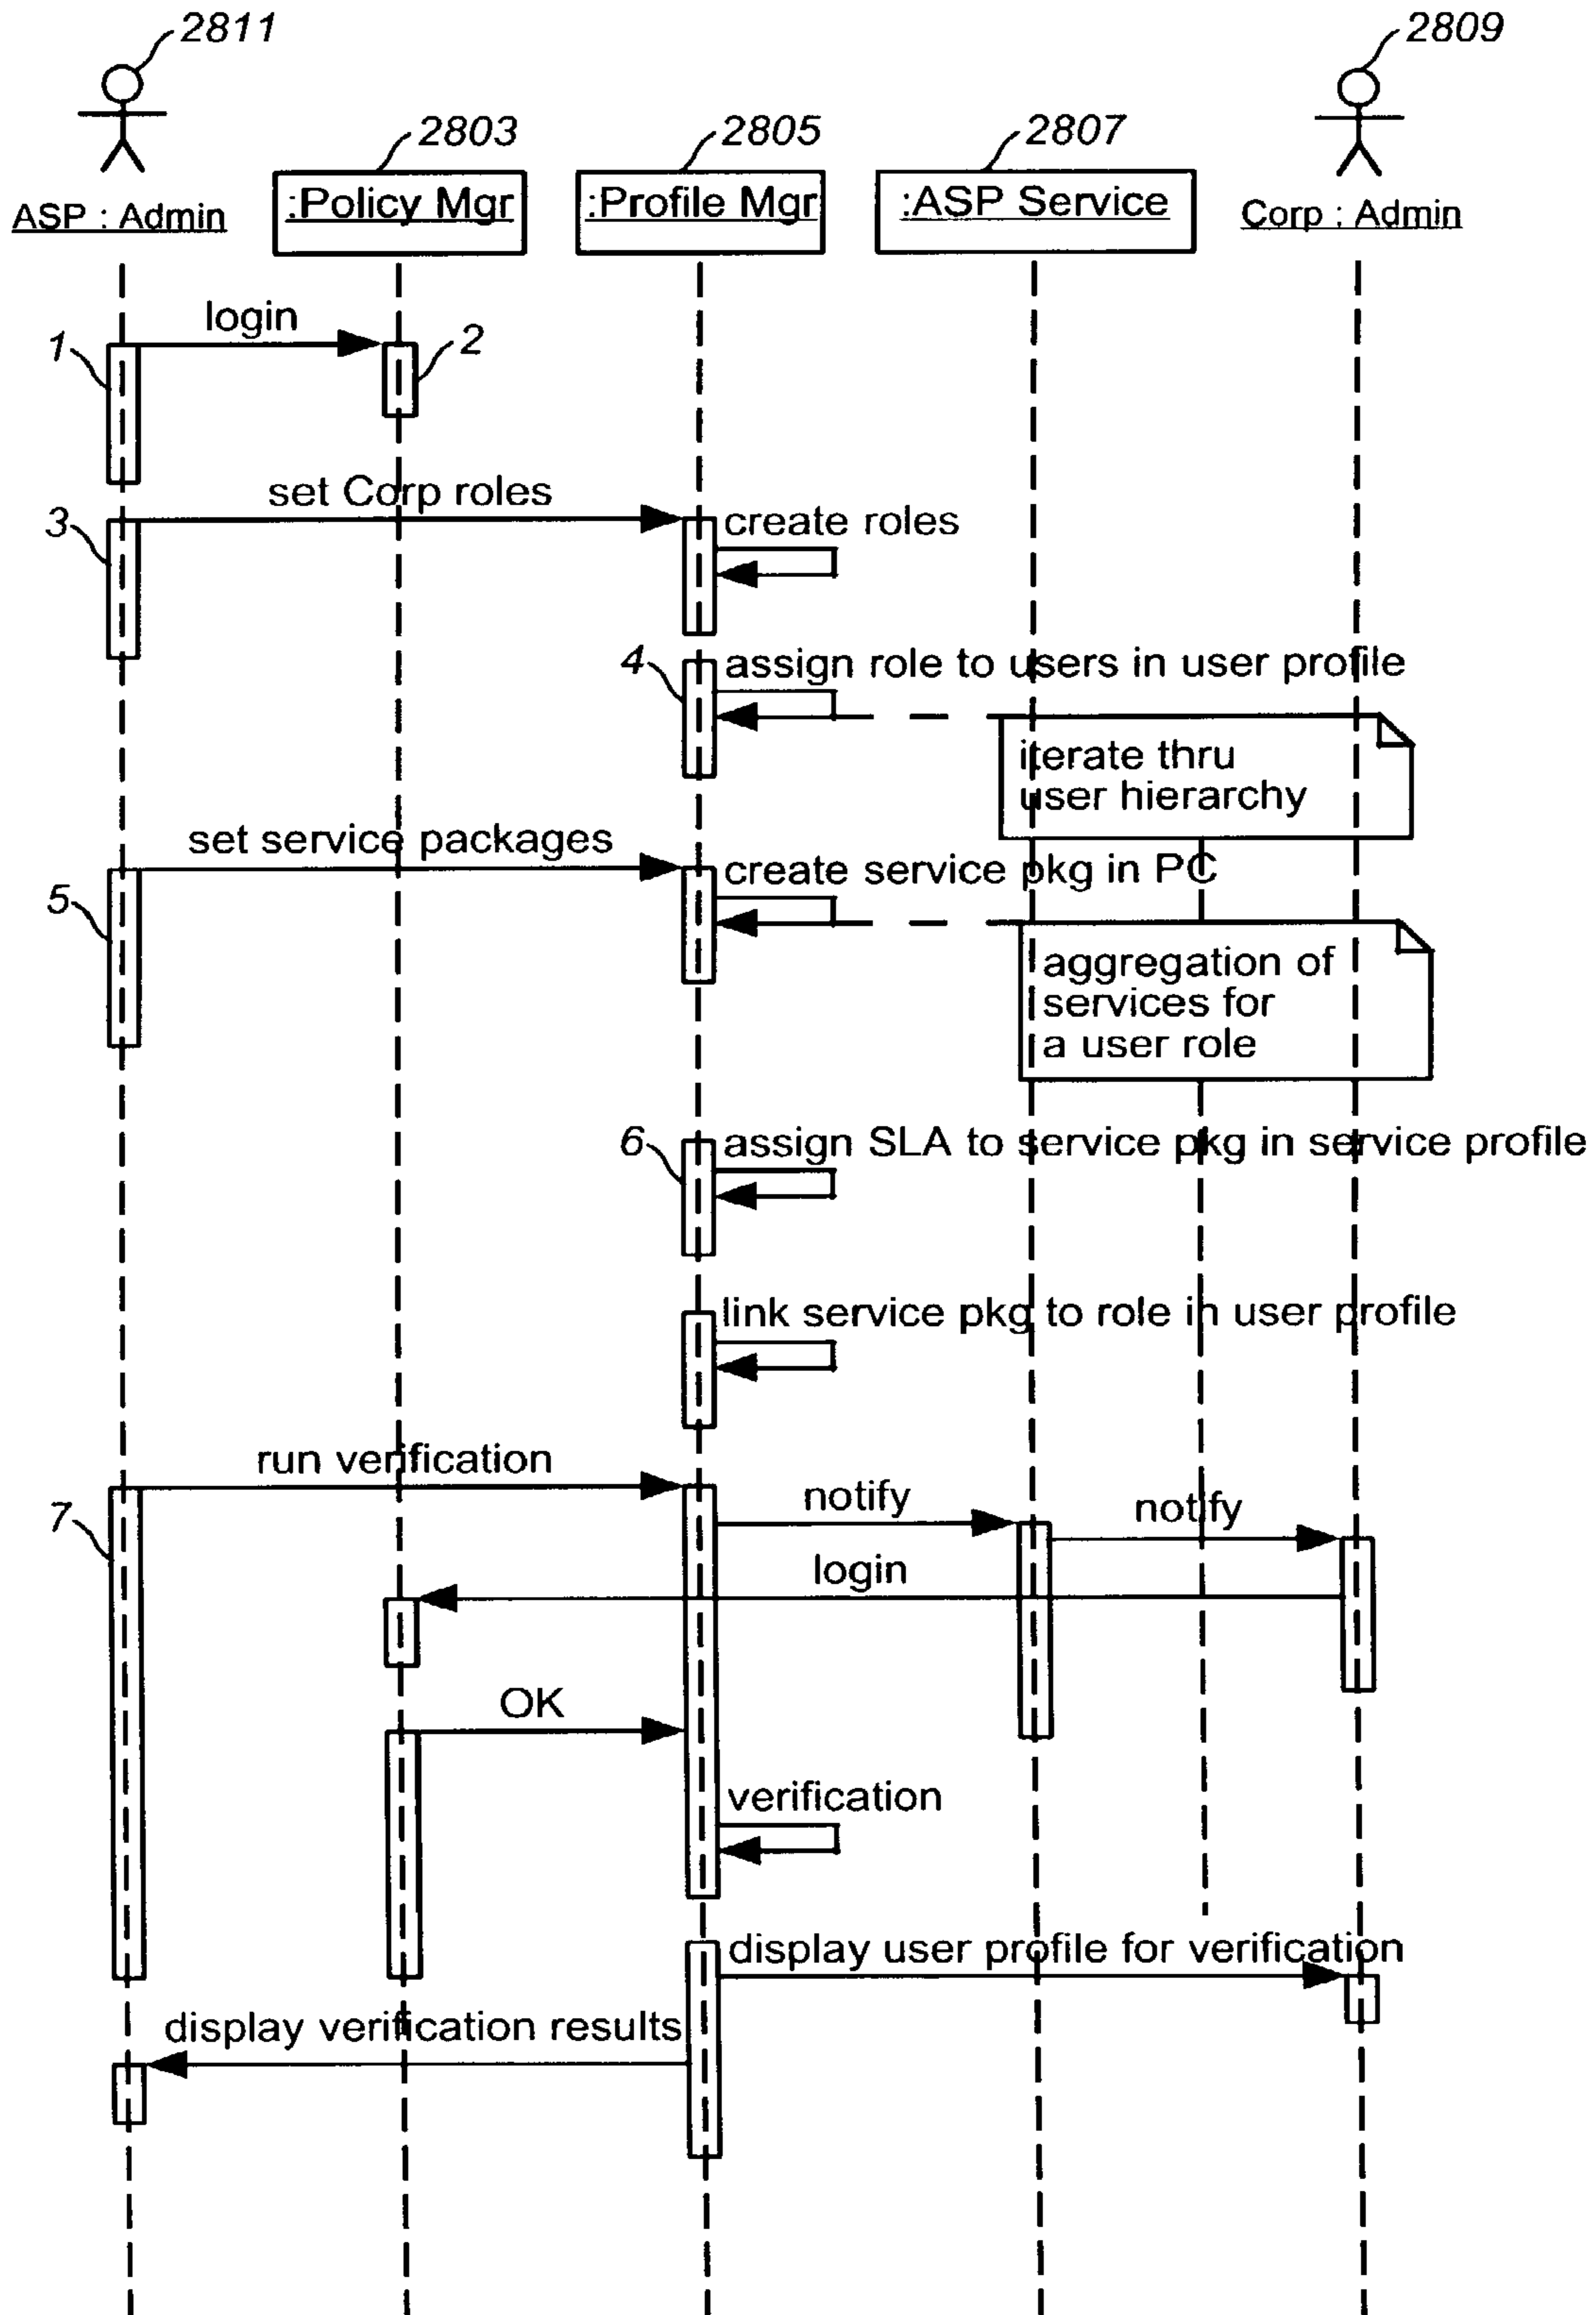 2811
2809
2803
2805
2807
:Policy Mgr
:Profile Mgr
:ASP Service
ASP : Admin
Corp : Admin
login
1
2
set Corp roles
3
create roles
4
assign role to users in user profile
iterate thru
user hierarchy
set service packages
create service pkg in PC
5
aggregation of
services for
a user role
6
assign SLA to service pkg in service profile
link service pkg to role in user profile
run verification
7
notify
notify
login
OK
verification
display user profile for verification
display verification results